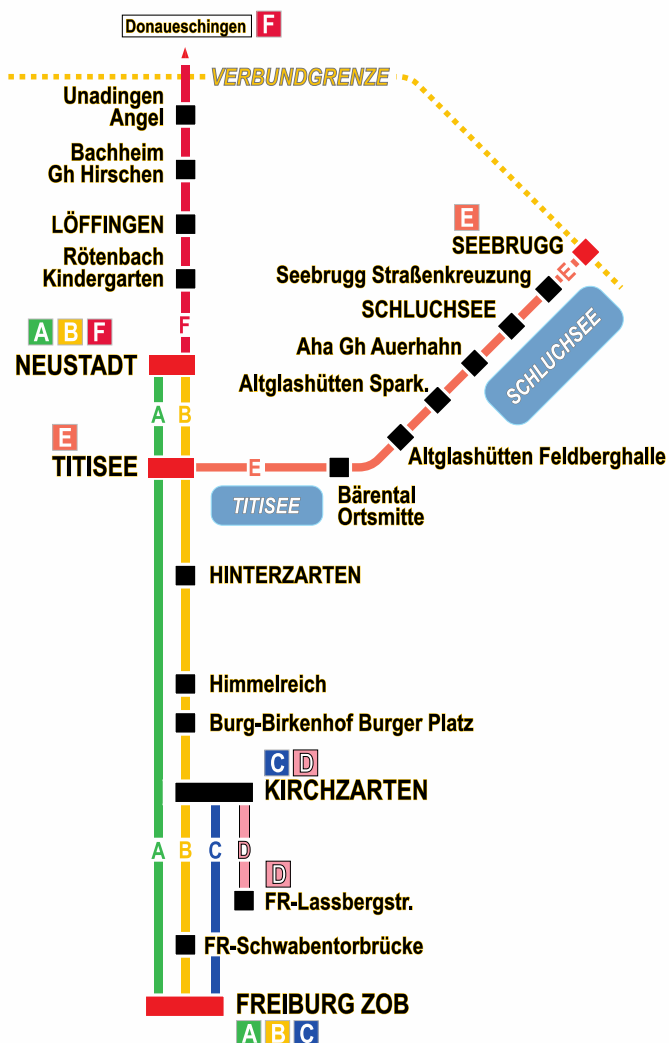 Donaueschingen F
VERBUNDGRENZE
Unadingen
Angel
Bachheim
Gh Hirschen
LÖFFINGEN
Rötenbach
Kindergarten
E
SEEBRUGG
E
Seebrugg Straßenkreuzung
SCHLUCHSEE
SCHLUCHSEE
Aha Gh Auerhahn
Altglashütten Spark.
Altglashütten Feldberghalle
F
A B F
NEUSTADT
A B
E
TITISEE
E
TITISEE
Bärental
Ortsmitte
HINTERZARTEN
Himmelreich
Burg-Birkenhof Burger Platz
C D
KIRCHZARTEN
A B C D
D
FR-Lassbergstr.
FR-Schwabentorbrücke
FREIBURG ZOB
A B C